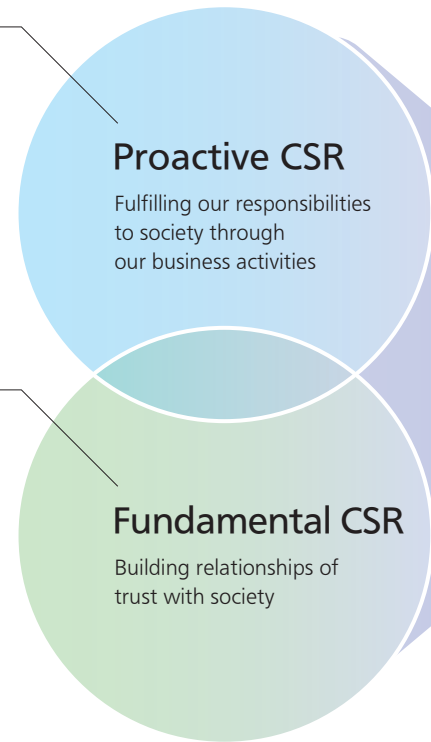 Proactive CSR
Fulfilling our responsibilities
to society through
our business activities
Fundamental CSR
Building relationships of
trust with society